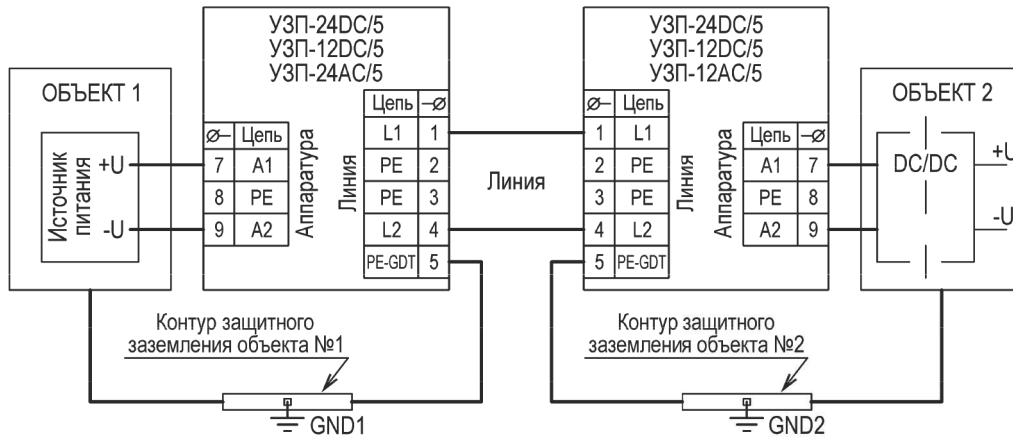 УЗП-24DC/5
УЗП-12DC/5
УЗП-24AC/5
УЗП-24DC/5
УЗП-12DC/5
УЗП-12AC/5
ОБЪЕКТ 1
Источник
питания
+U
-U
Цепь
7 A1
8 PE
9 A2
Аппаратура
Линия
Цепь
L1 1
PE 2
PE 3
L2 4
PE-GDT 5
Линия
Цепь
1 L1
2 PE
3 PE
4 L2
5 PE-GDT
Линия
Аппаратура
Цепь
A1 7
PE 8
A2 9
ОБЪЕКТ 2
DC/DC
+U
-U
Контур защитного
заземления объекта №1
GND1
Контур защитного
заземления объекта №2
GND2